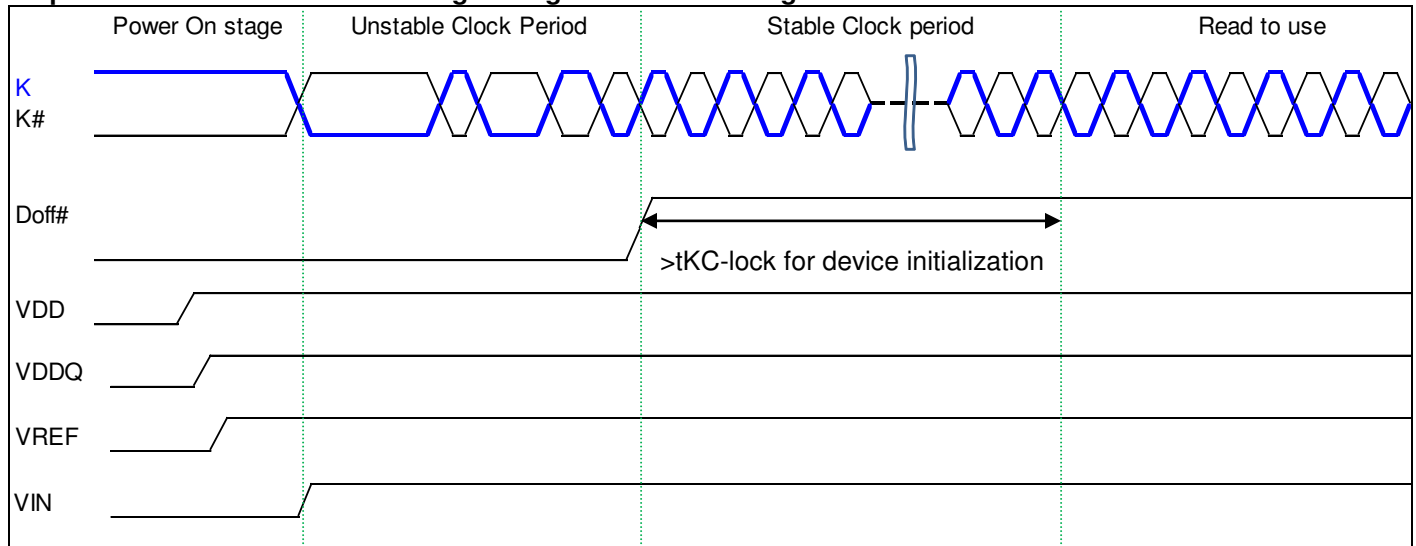 Power On stage
Unstable Clock Period
Stable Clock period
Read to use
K
K#
Doff#
>tKC-lock for device initialization
VDD
VDDQ
VREF
VIN